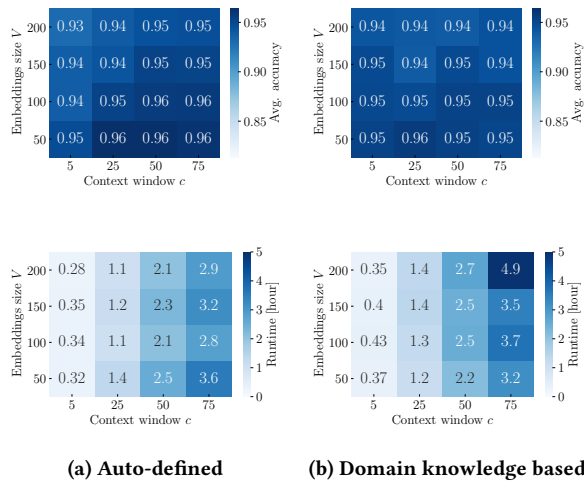 Embeddings size V
200 0.93 0.94 0.94 0.95
150 0.94 0.94 0.95 0.95
100 0.94 0.95 0.96 0.96
50 0.95 0.96 0.96 0.96
5 25 50 75
Context window c
0.95
0.90
0.85
Avg. accuracy
Embeddings size V
200 0.94 0.94 0.94 0.94
150 0.95 0.94 0.95 0.94
100 0.95 0.95 0.95 0.95
50 0.95 0.96 0.95 0.95
5 25 50 75
Context window c
0.95
0.90
0.85
Avg. accuracy
Embeddings size V
200 0.28 1.1 2.1 2.9
150 0.35 1.2 2.3 3.2
100 0.34 1.1 2.1 2.8
50 0.32 1.4 2.5 3.6
5 25 50 75
Context window c
5
4
3
2
1
0
Runtime [hour]
Embeddings size V
200 0.35 1.4 2.7 4.9
150 0.4 1.4 2.5 3.5
100 0.43 1.3 2.5 3.7
50 0.37 1.2 2.2 3.2
5 25 50 75
Context window c
5
4
3
2
1
0
Runtime [hour]
(a) Auto-defined
(b) Domain knowledge based